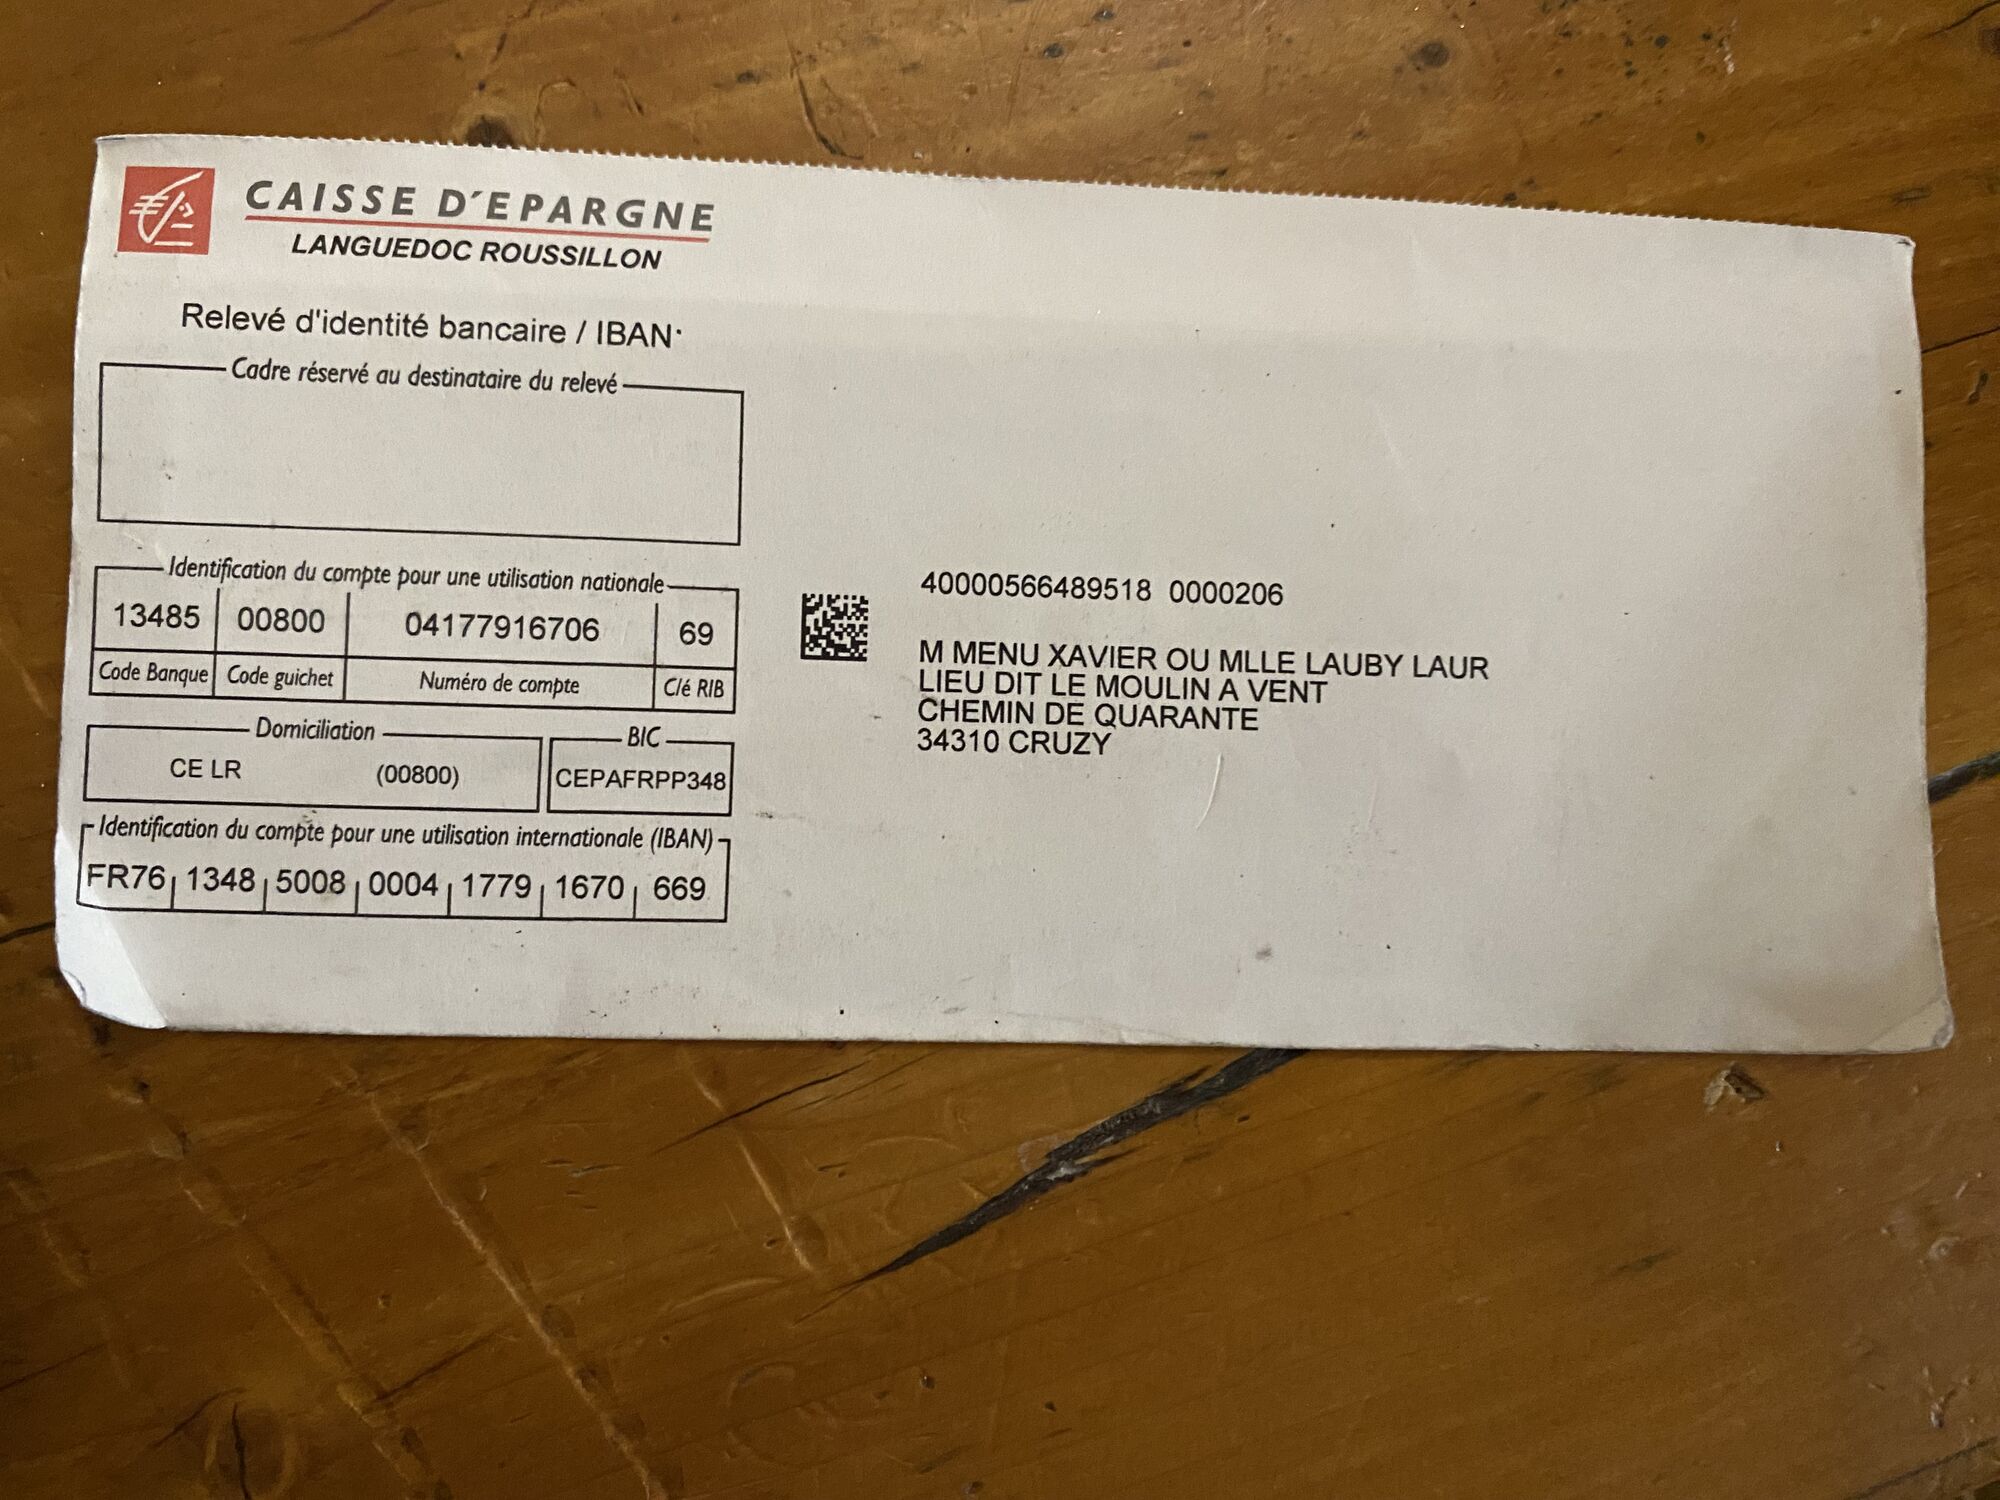 CAISSE D'EPARGNE
LANGUEDOC ROUSSILLON
Relevé d'identité bancaire / IBAN
Cadre réservé au destinataire du relevé
Identification du compte pour une utilisation nationale
13485 00800 04177916706 69
Code Banque Code guichet Numéro de compte Clé RIB
Domiciliation BIC
CE LR (00800) CEPAFRPP348
Identification du compte pour une utilisation internationale (IBAN)
FR76 1348 5008 0004 1779 1670 669
40000566489518 0000206
M MENU XAVIER OU MLLE LAUBY LAUR
LIEU DIT LE MOULIN A VENT
CHEMIN DE QUARANTE
34310 CRUZY